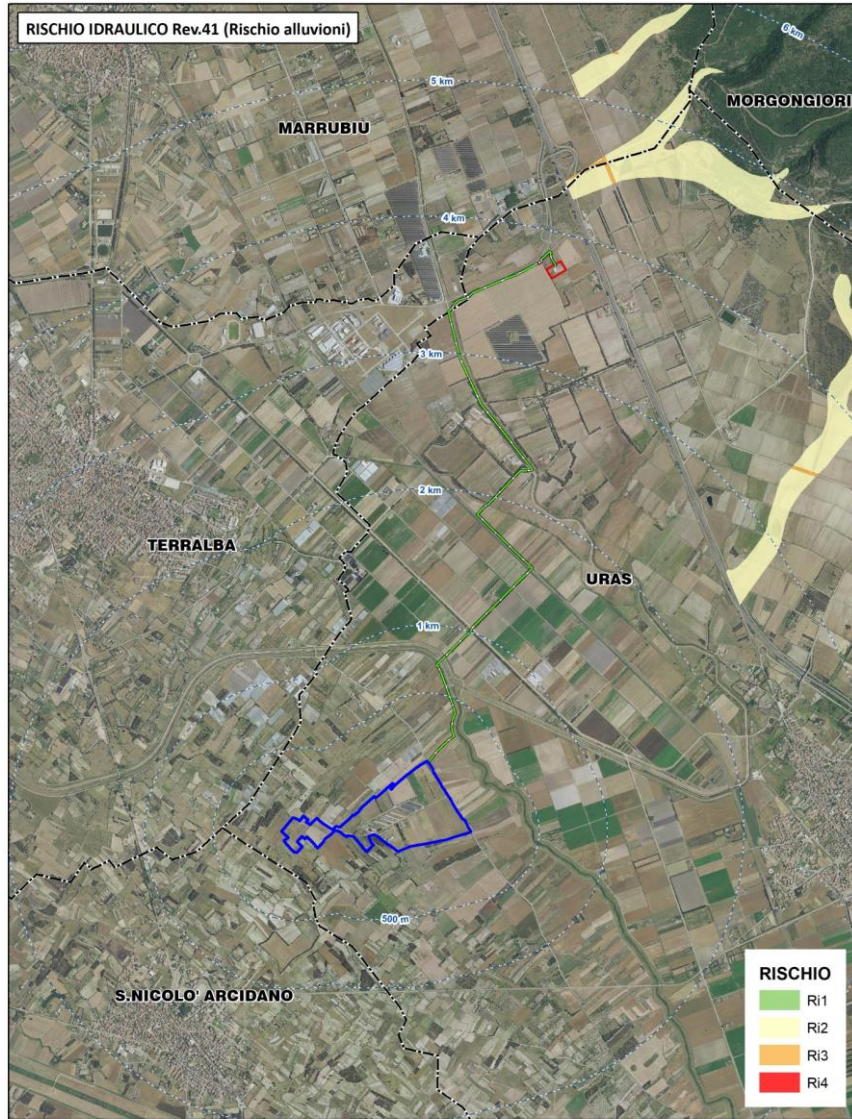 RISCHIO IDRAULICO Rev.41 (Rischio alluvioni)
6 km
5 km
MORGONGIORI
MARRUBIU
4 km
3 km
2 km
TERRALBA
URAS
1 km
500 m
S.NICOLO' ARCIDANO
RISCHIO
Ri1
Ri2
Ri3
Ri4